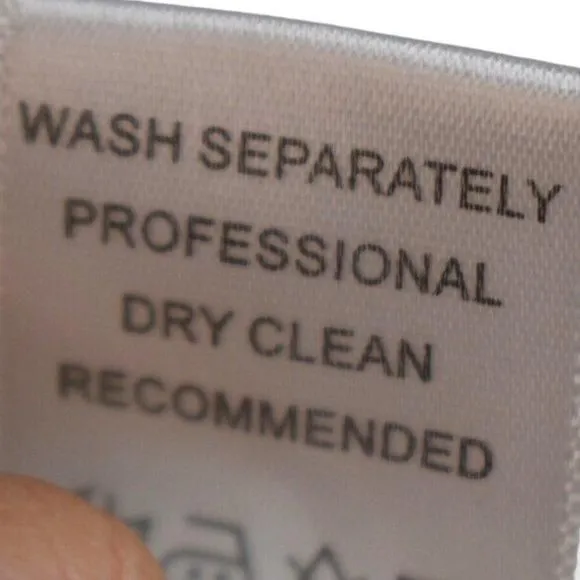 WASH SEPARATELY
PROFESSIONAL
DRY CLEAN
RECOMMENDED